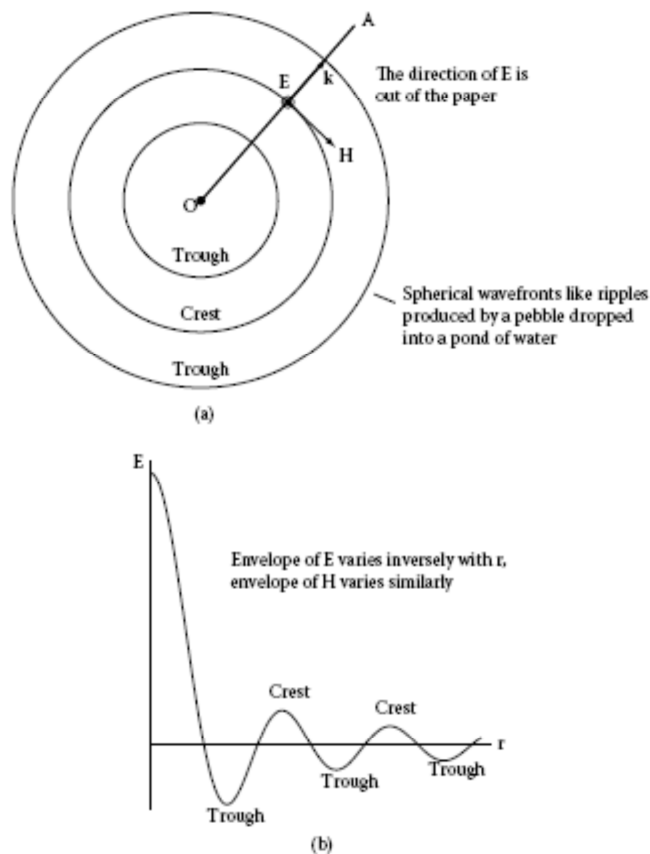 A
The direction of E is
out of the paper
E
k
H
O
Trough
Crest
Spherical wavefronts like ripples
produced by a pebble dropped
into a pond of water
Trough
(a)
E
Envelope of E varies inversely with r,
envelope of H varies similarly
Crest
Crest
r
Trough
Trough
Trough
(b)